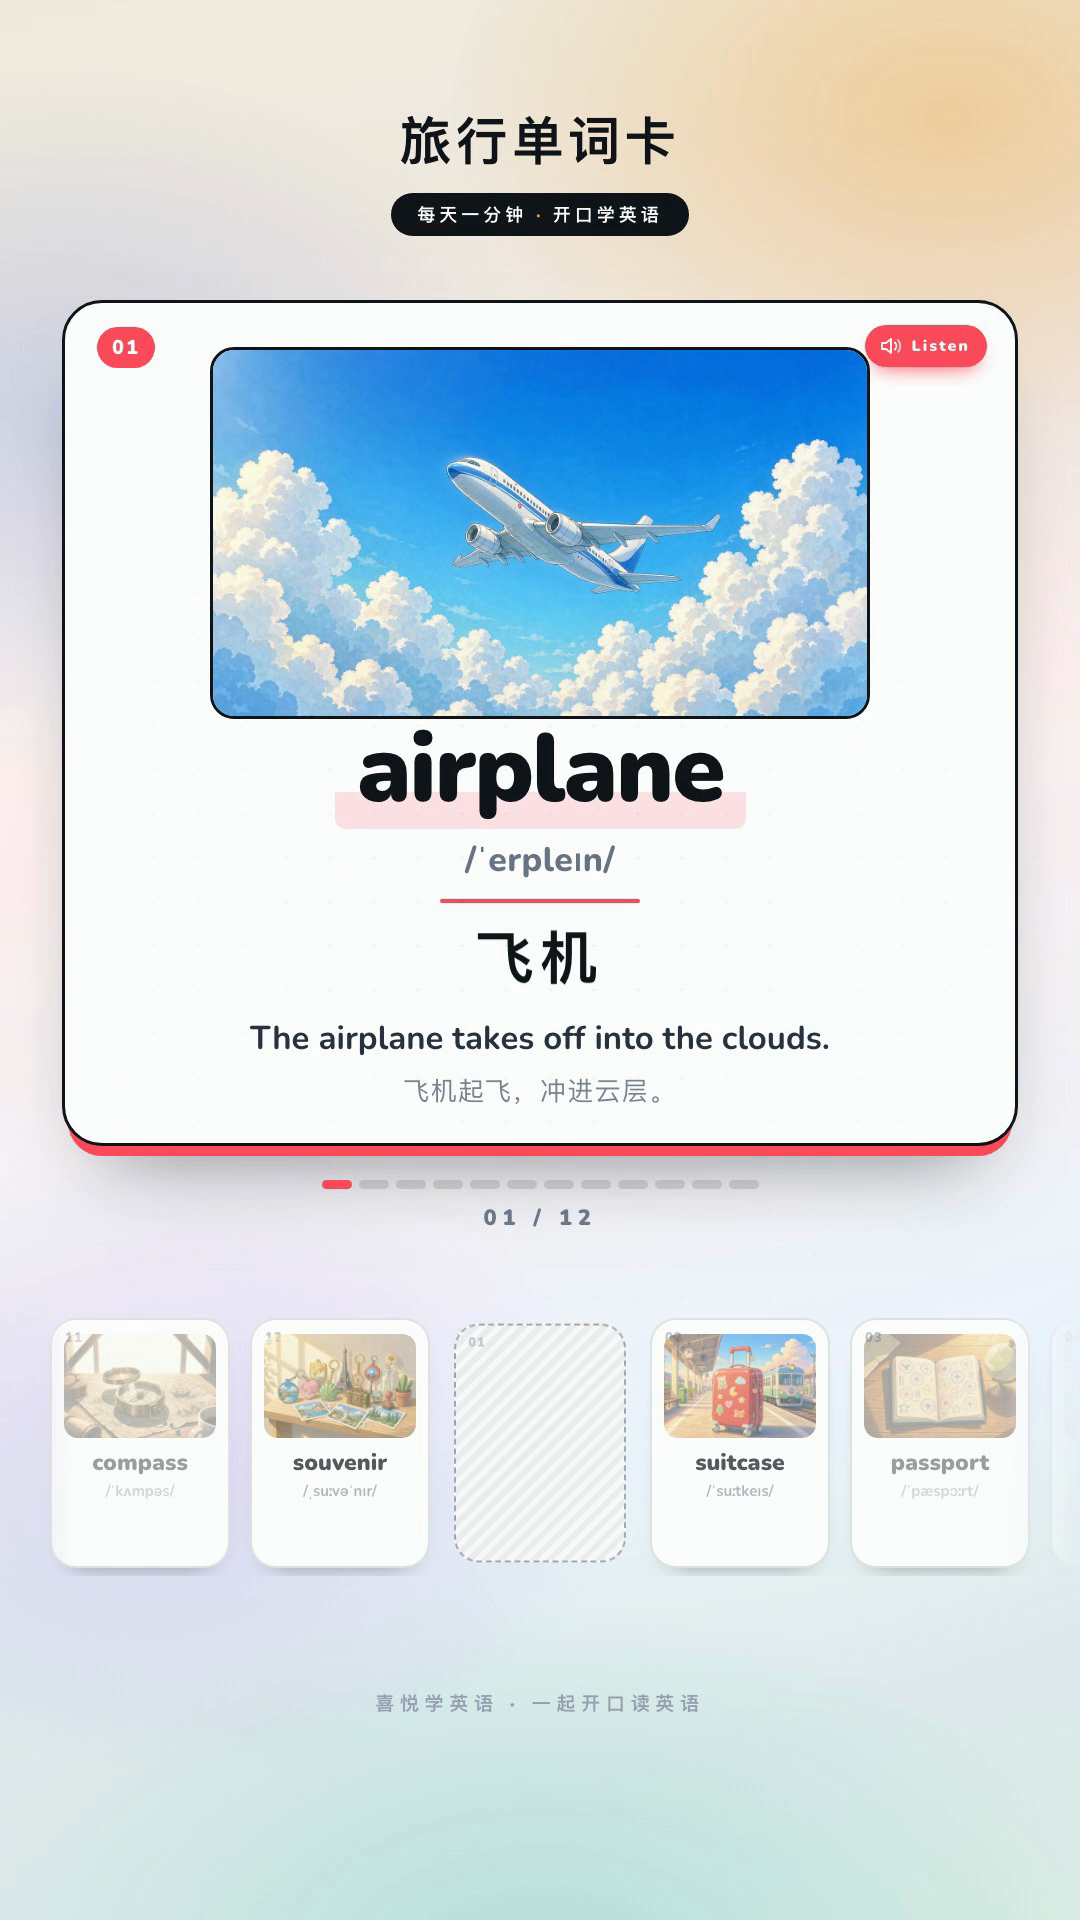 旅行单词卡
每天一分钟 · 开口学英语
01
Listen
airplane
/ˈerpleɪn/
飞机
The airplane takes off into the clouds.
飞机起飞，冲进云层。
01 / 12
11
compass
/ˈkʌmpəs/
12
souvenir
/ˌsuːvəˈnɪr/
01
02
suitcase
/ˈsuːtkeɪs/
03
passport
/ˈpæspɔːrt/
喜悦学英语 · 一起开口读英语